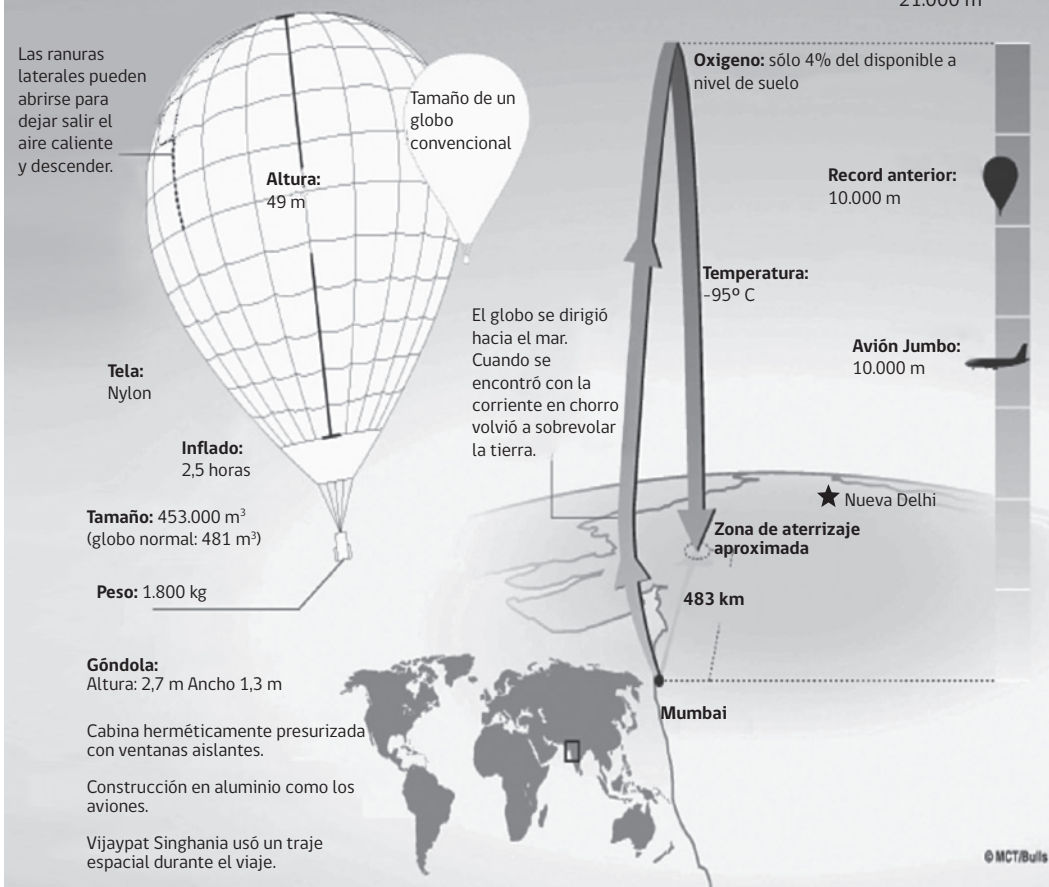 21.000 m
Las ranuras
laterales pueden
abrirse para
dejar salir el
aire caliente
y descender.
Tamaño de un
globo
convencional
Altura:
49 m
Tela:
Nylon
Inflado:
2,5 horas
Tamaño: 453.000 m³
(globo normal: 481 m³)
Peso: 1.800 kg
Góndola:
Altura: 2,7 m Ancho 1,3 m
Cabina herméticamente presurizada
con ventanas aislantes.
Construcción en aluminio como los
aviones.
Vijaypat Singhania usó un traje
espacial durante el viaje.
Oxigeno: sólo 4% del disponible a
nivel de suelo
Record anterior:
10.000 m
Temperatura:
-95º C
El globo se dirigió
hacia el mar.
Cuando se
encontró con la
corriente en chorro
volvió a sobrevolar
la tierra.
Avión Jumbo:
10.000 m
Nueva Delhi
Zona de aterrizaje
aproximada
483 km
Mumbai
© MCT/Bulls